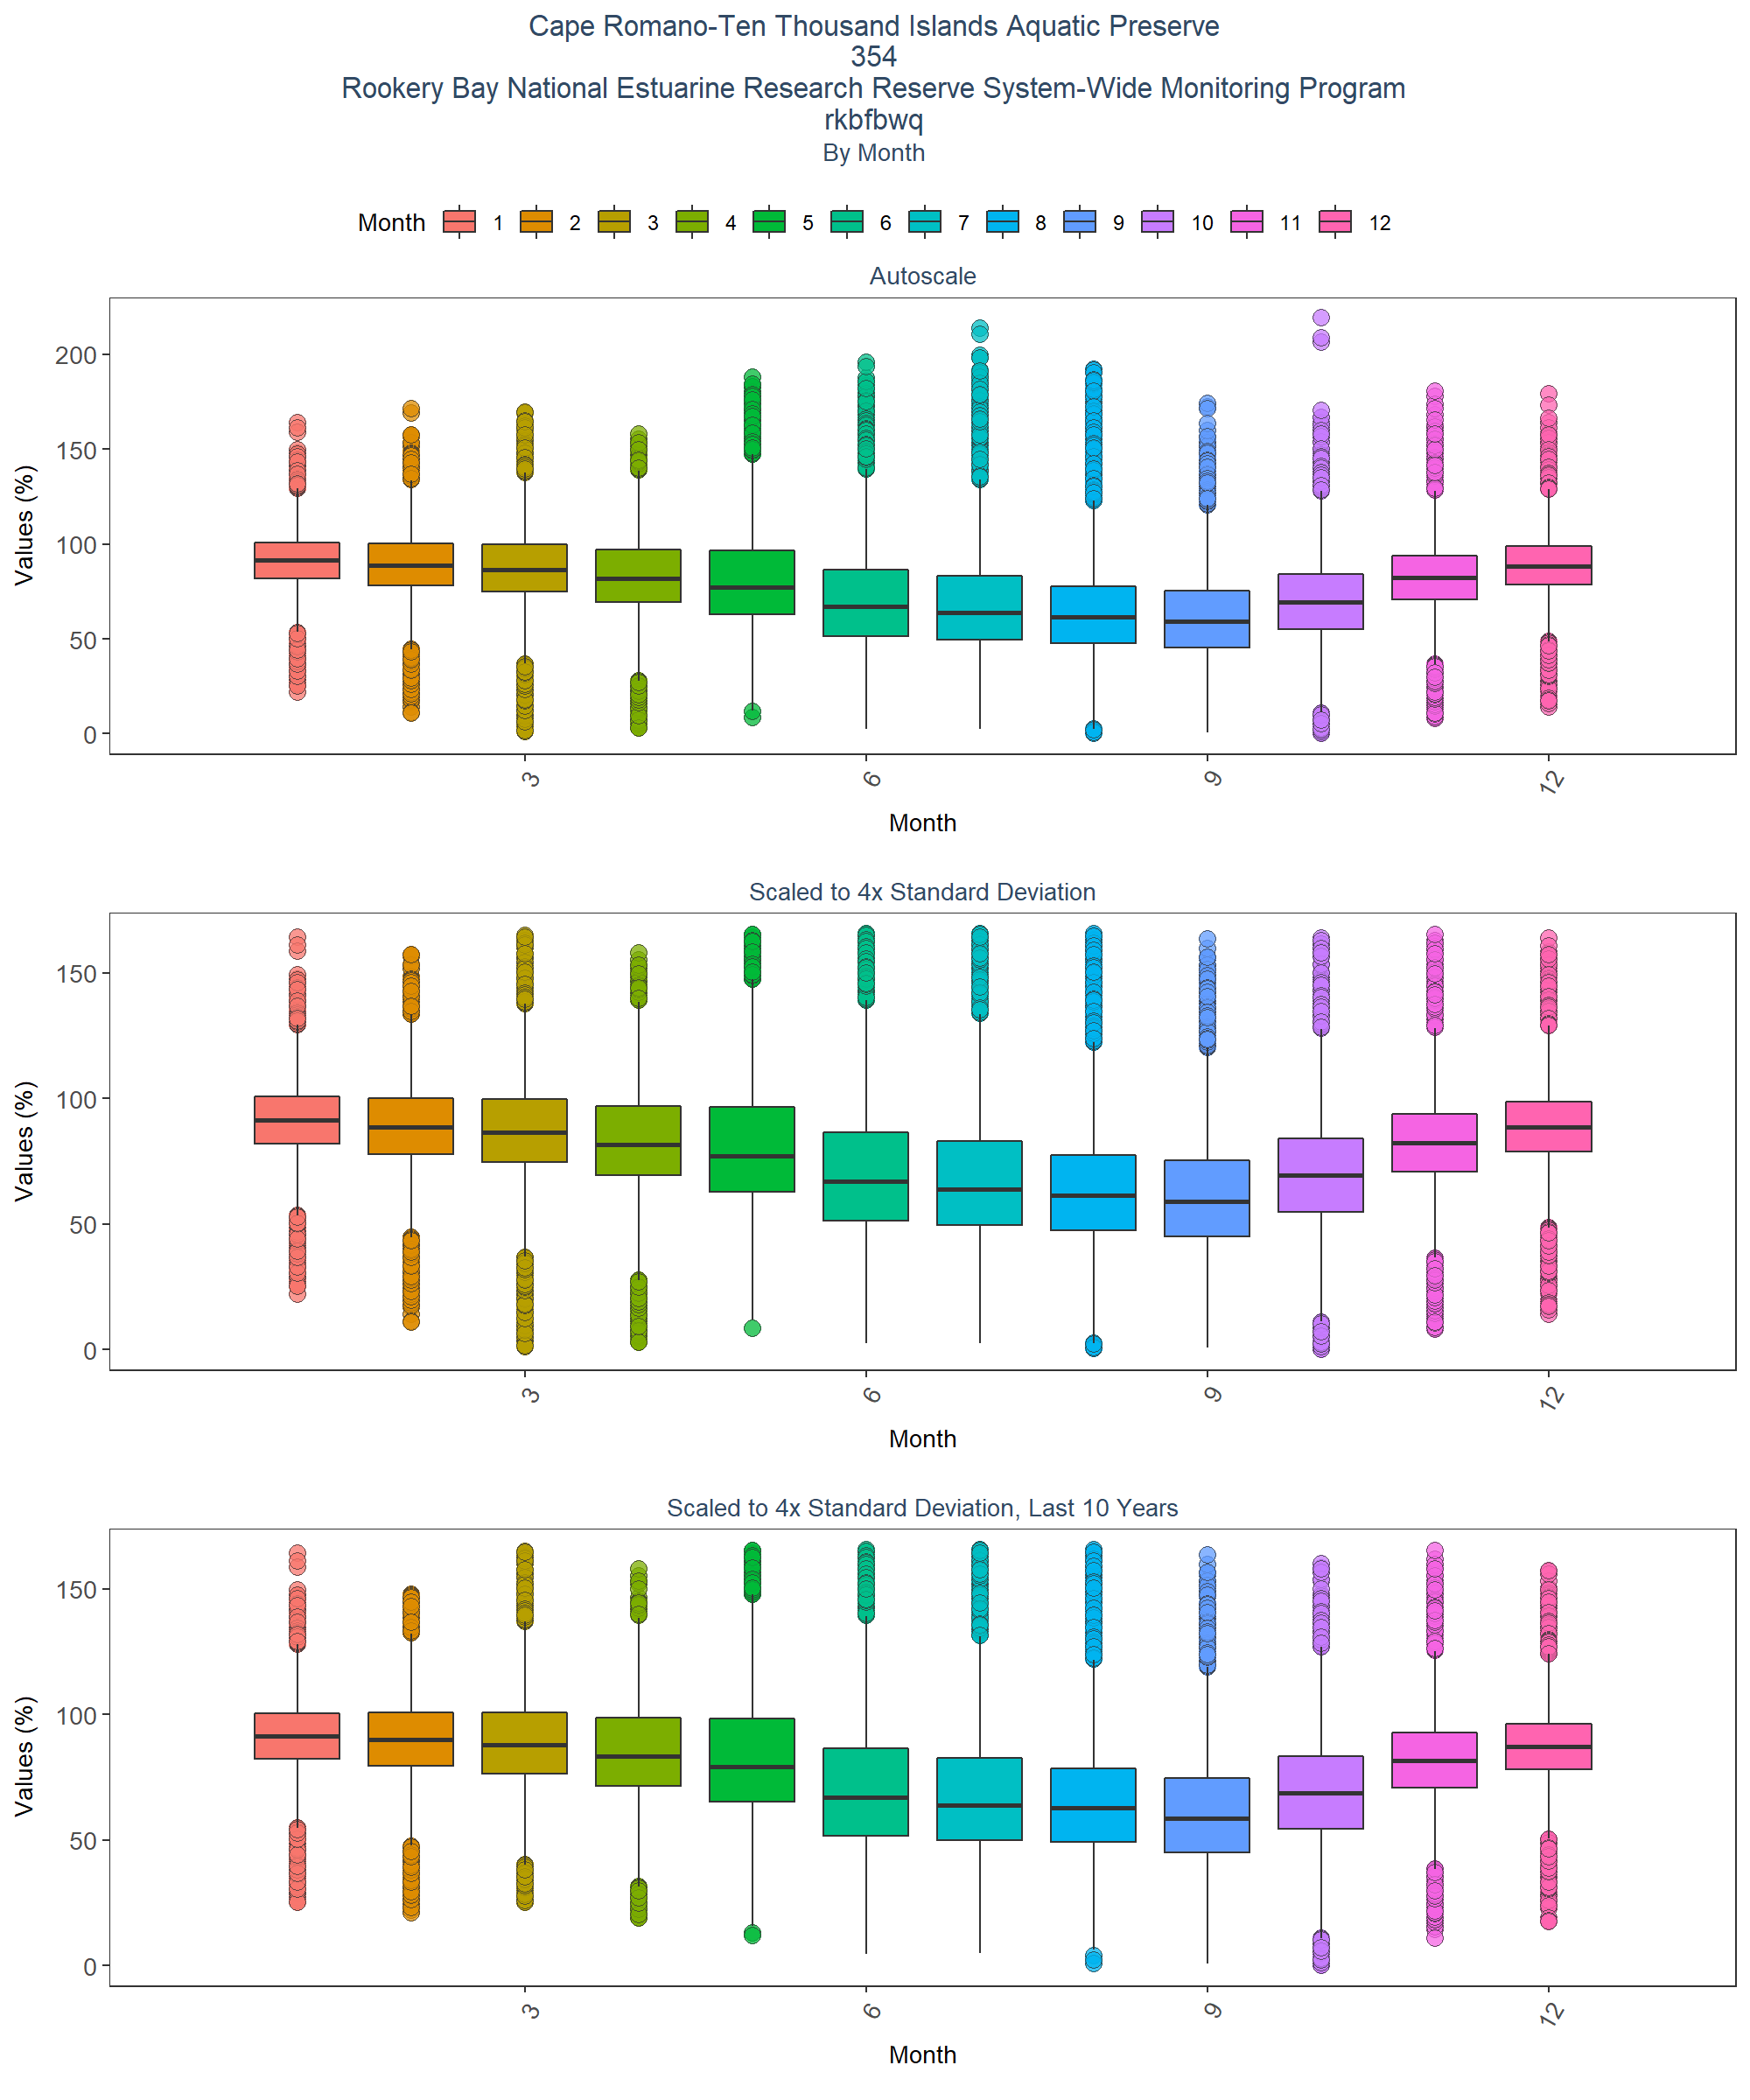 Cape Romano-Ten Thousand Islands Aquatic Preserve
354
Rookery Bay National Estuarine Research Reserve System-Wide Monitoring Program
rkbfbwq
By Month
Month 1 2 3 4 5 6 7 8 9 10 11 12
Autoscale
Values (%)
200
150
100
50
0
3 6 9 12
Month
Scaled to 4x Standard Deviation
Values (%)
150
100
50
0
3 6 9 12
Month
Scaled to 4x Standard Deviation, Last 10 Years
Values (%)
150
100
50
0
3 6 9 12
Month